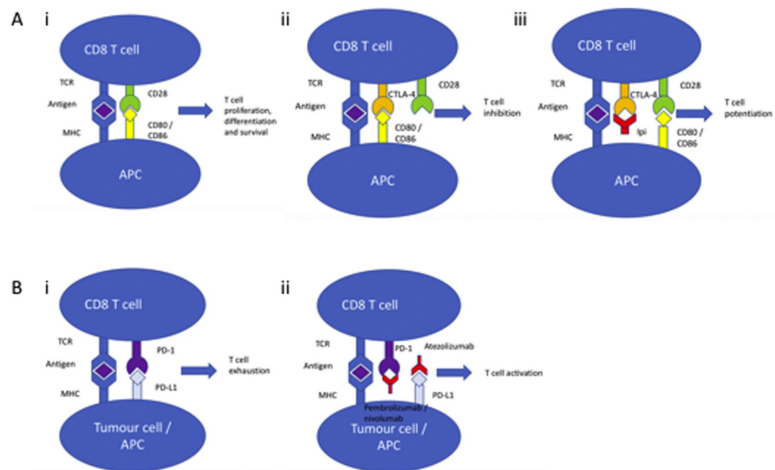 A
i
CD8 T cell
TCR
CD28
Antigen
MHC
CD80 /
CD86
APC
T cell
proliferation,
differentiation
and survival
ii
CD8 T cell
TCR
CTLA-4
CD28
Antigen
MHC
CD80 /
CD86
APC
T cell
inhibition
iii
CD8 T cell
TCR
CTLA-4
CD28
Antigen
MHC
Ipi
CD80 /
CD86
APC
T cell
potentiation
B
i
CD8 T cell
TCR
PD-1
Antigen
MHC
PD-L1
Tumour cell /
APC
T cell
exhaustion
ii
CD8 T cell
TCR
PD-1
Atezolizumab
Antigen
MHC
PD-L1
Pembrolizumab /
nivolumab
Tumour cell /
APC
T cell activation